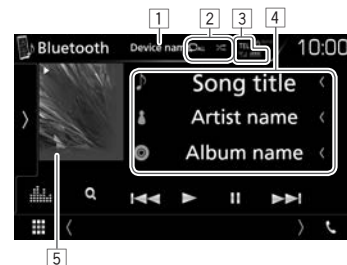 1 2 3 4
Bluetooth Device name TEL 10:00
Song title
Artist name
Album name
5